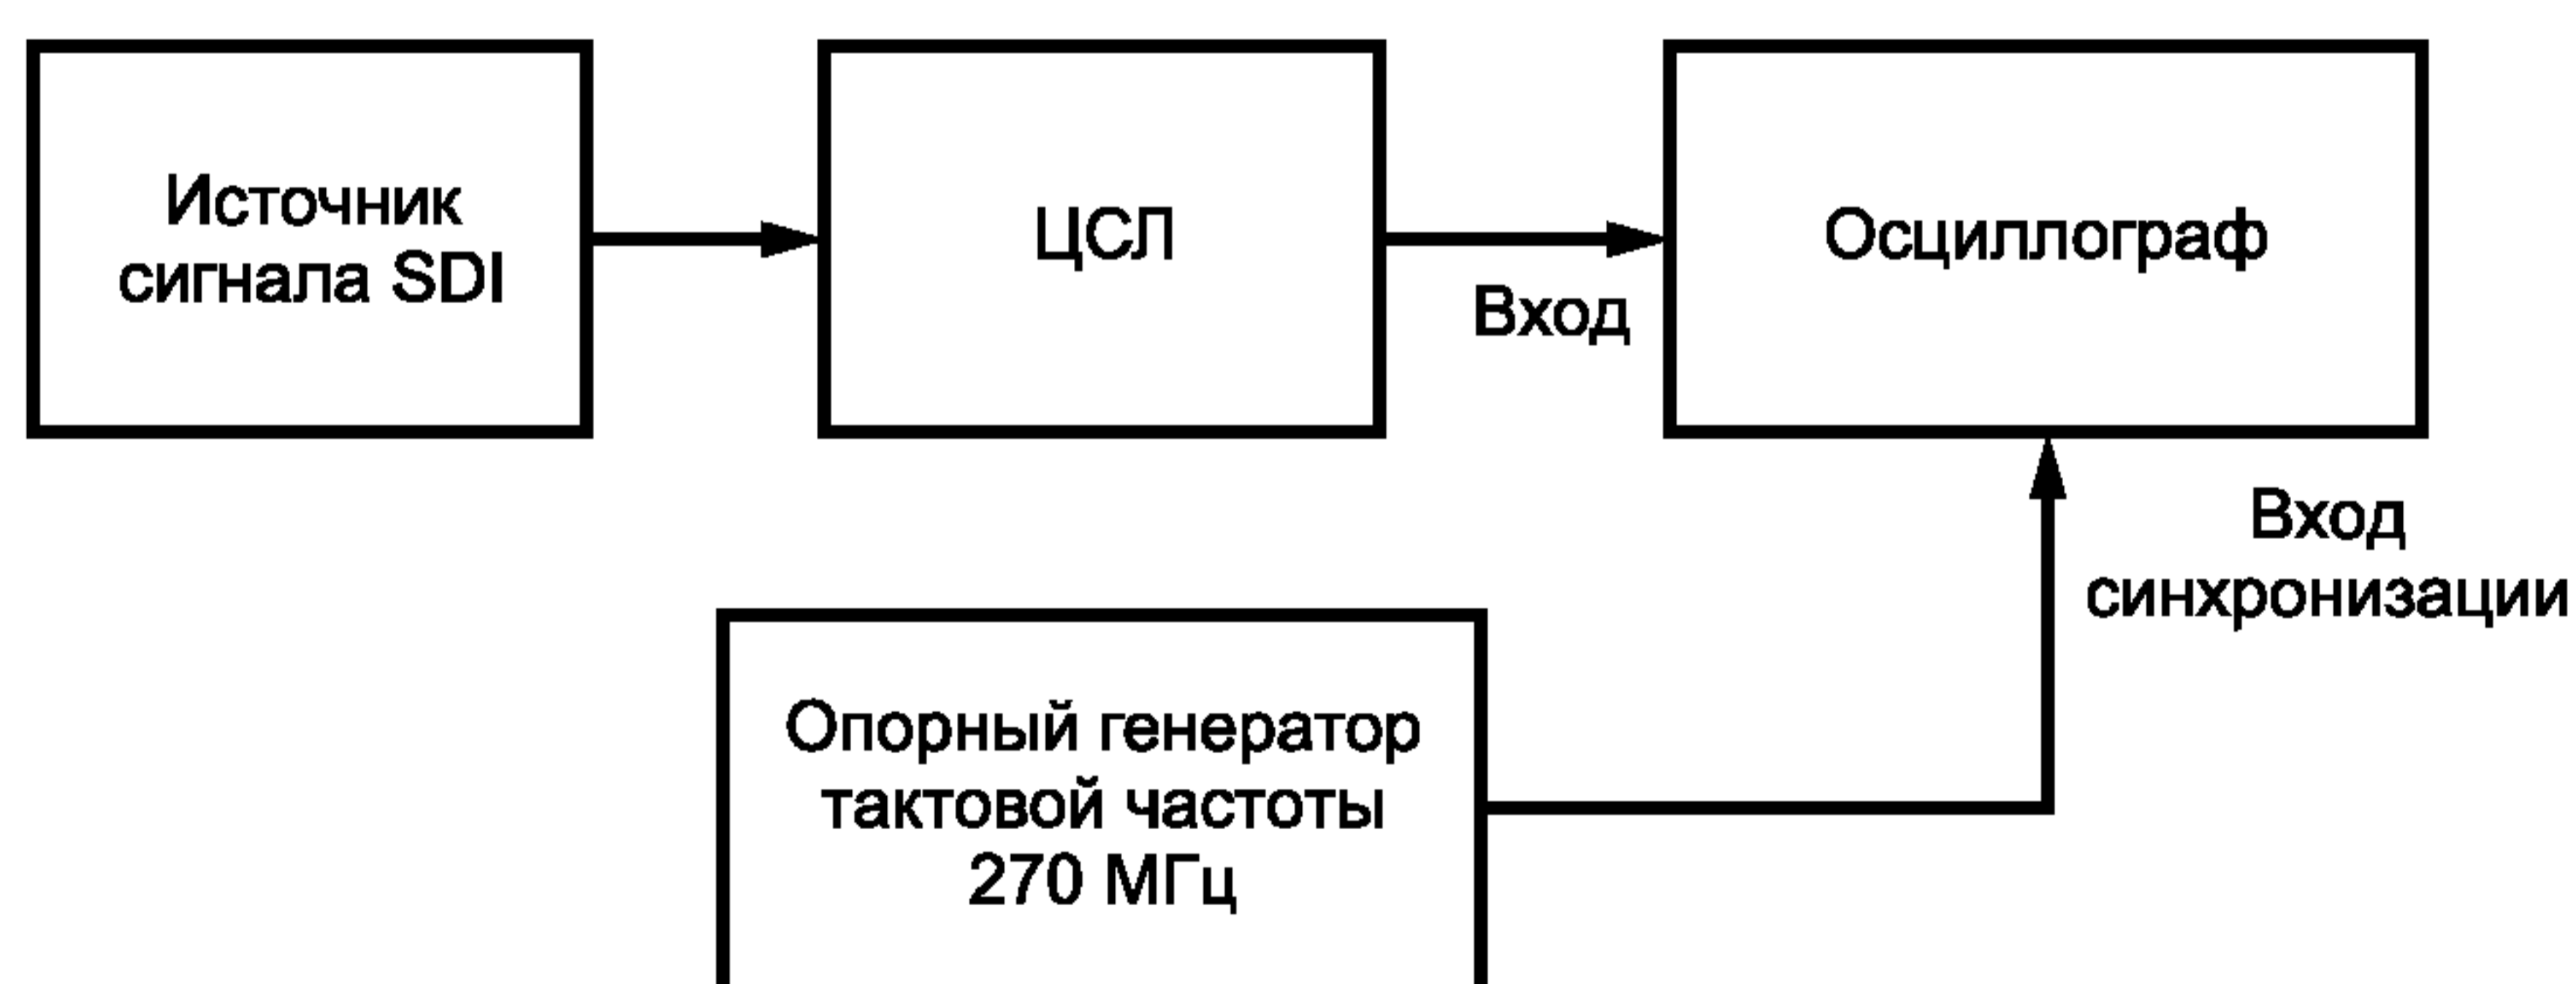 Источник
сигнала SDI
ЦСЛ
Вход
Осциллограф
Вход
синхронизации
Опорный генератор
тактовой частоты
270 МГц